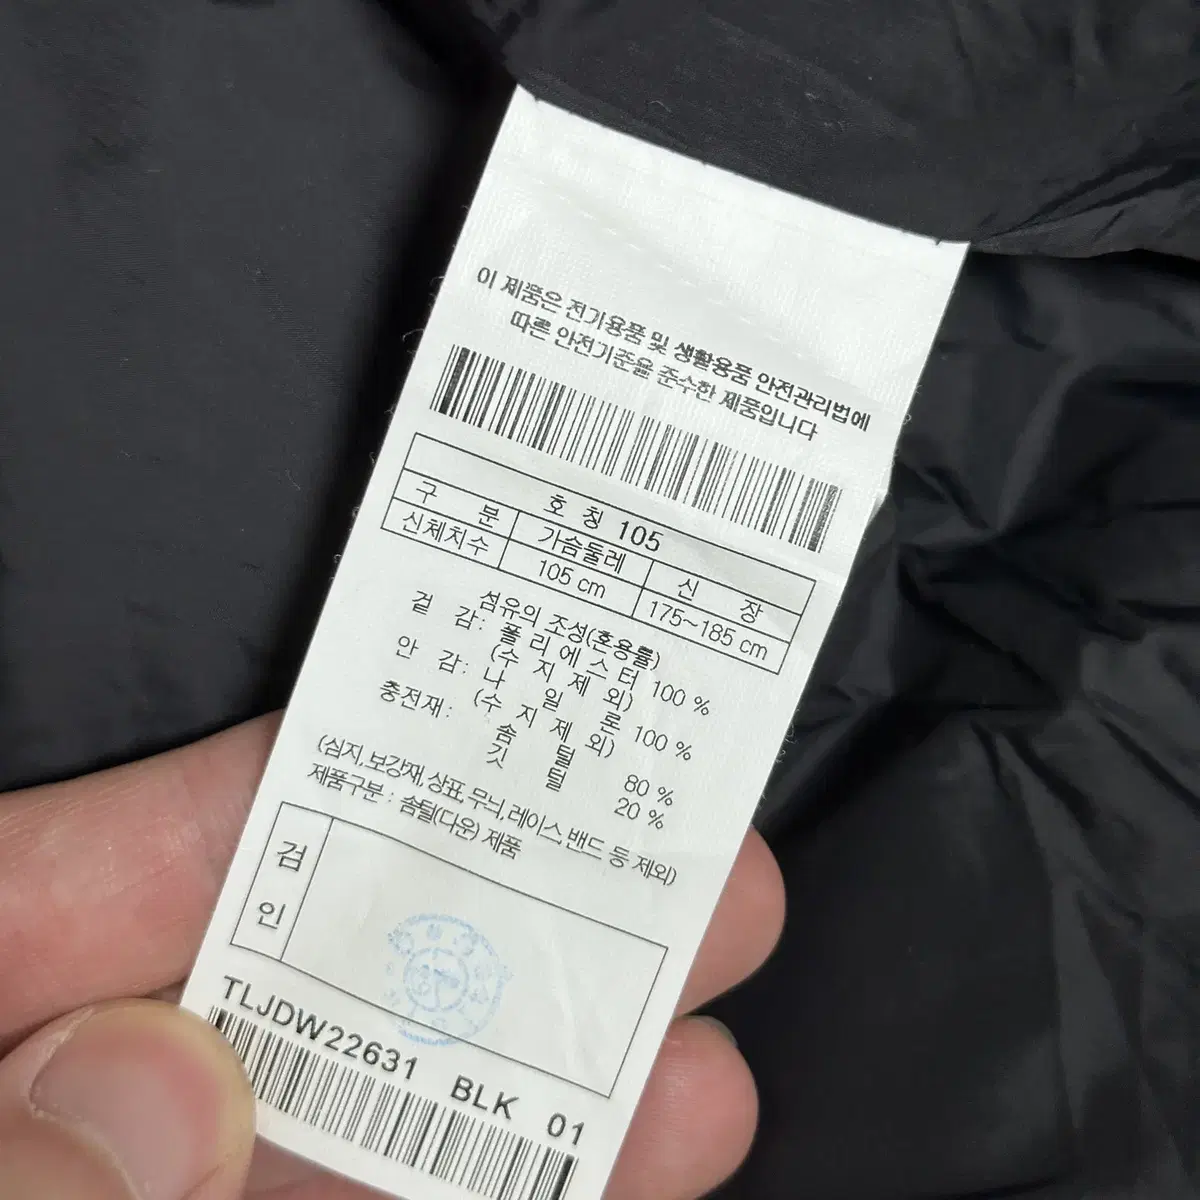 이 제품은 전기용품 및 생활용품 안전관리법에
따른 안전기준을 준수한 제품입니다
호 칭 105
구 분 가슴둘레 신 장
신체치수 105 cm 175~185 cm
섬유의 조성(혼용률)
겉 감: 폴리에스터 100 %
(수 지 제 외)
안 감: 나 일 론 100 %
(수 지 제 외)
충전재: 솜 털 80 %
깃 털 20 %
(심지, 보강재, 상표, 무늬, 레이스, 밴드 등 제외)
제품구분 : 솜털(다운) 제품
검
인
TLJDW22631 BLK 01